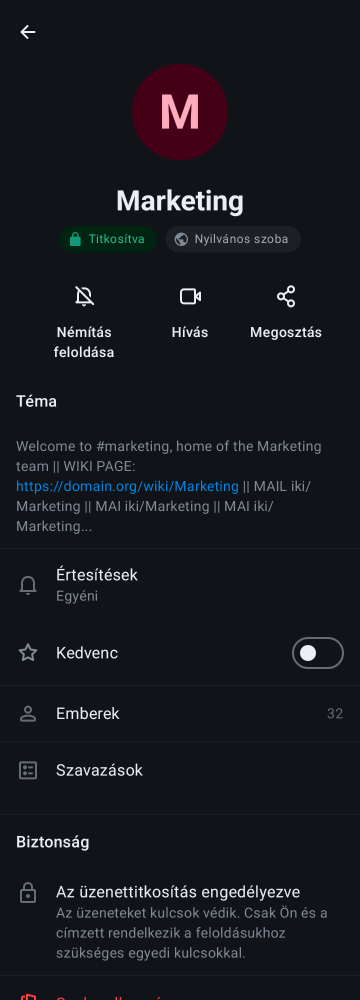 M
Marketing
Titkosítva
Nyilvános szoba
Némítás
feloldása
Hívás
Megosztás
Téma
Welcome to #marketing, home of the Marketing
team || WIKI PAGE:
https://domain.org/wiki/Marketing || MAIL iki/
Marketing || MAI iki/Marketing || MAI iki/
Marketing...
Értesítések
Egyéni
Kedvenc
Emberek
32
Szavazások
Biztonság
Az üzenettitkosítás engedélyezve
Az üzeneteket kulcsok védik. Csak Ön és a
címzett rendelkezik a feloldásukhoz
szükséges egyedi kulcsokkal.